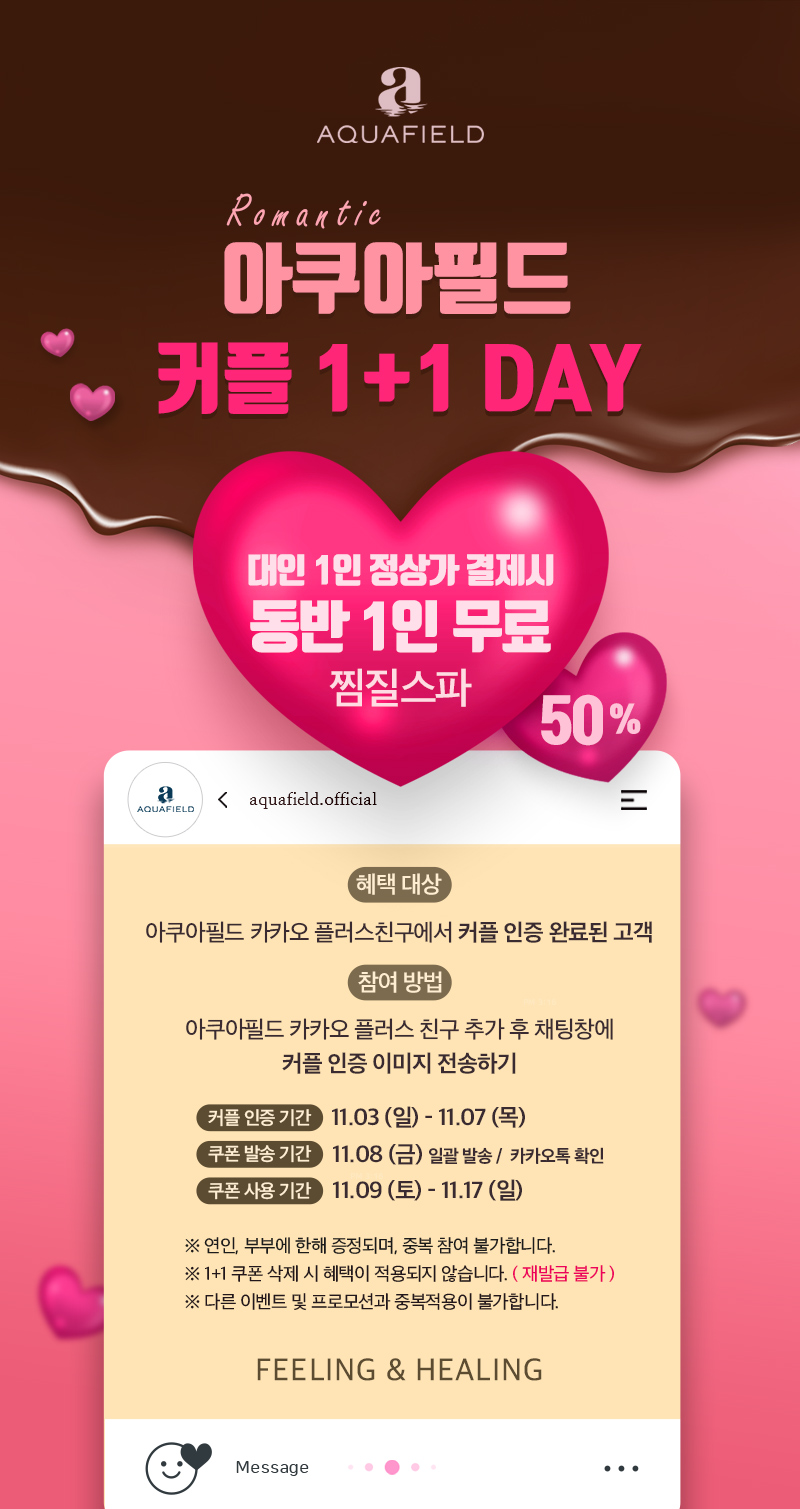 a
AQUAFIELD
Romantic
아쿠아필드
커플 1+1 DAY
대인 1인 정상가 결제시
동반 1인 무료
찜질스파
50%
a
AQUAFIELD
aquafield.official
혜택 대상
아쿠아필드 카카오 플러스친구에서 커플 인증 완료된 고객
참여 방법
아쿠아필드 카카오 플러스 친구 추가 후 채팅창에
커플 인증 이미지 전송하기
커플 인증 기간 11.03 (일) - 11.07 (목)
쿠폰 발송 기간 11.08 (금) 일괄 발송 / 카카오톡 확인
쿠폰 사용 기간 11.09 (토) - 11.17 (일)
※ 연인, 부부에 한해 증정되며, 중복 참여 불가합니다.
※ 1+1 쿠폰 삭제 시 혜택이 적용되지 않습니다. ( 재발급 불가 )
※ 다른 이벤트 및 프로모션과 중복적용이 불가합니다.
FEELING & HEALING
Message